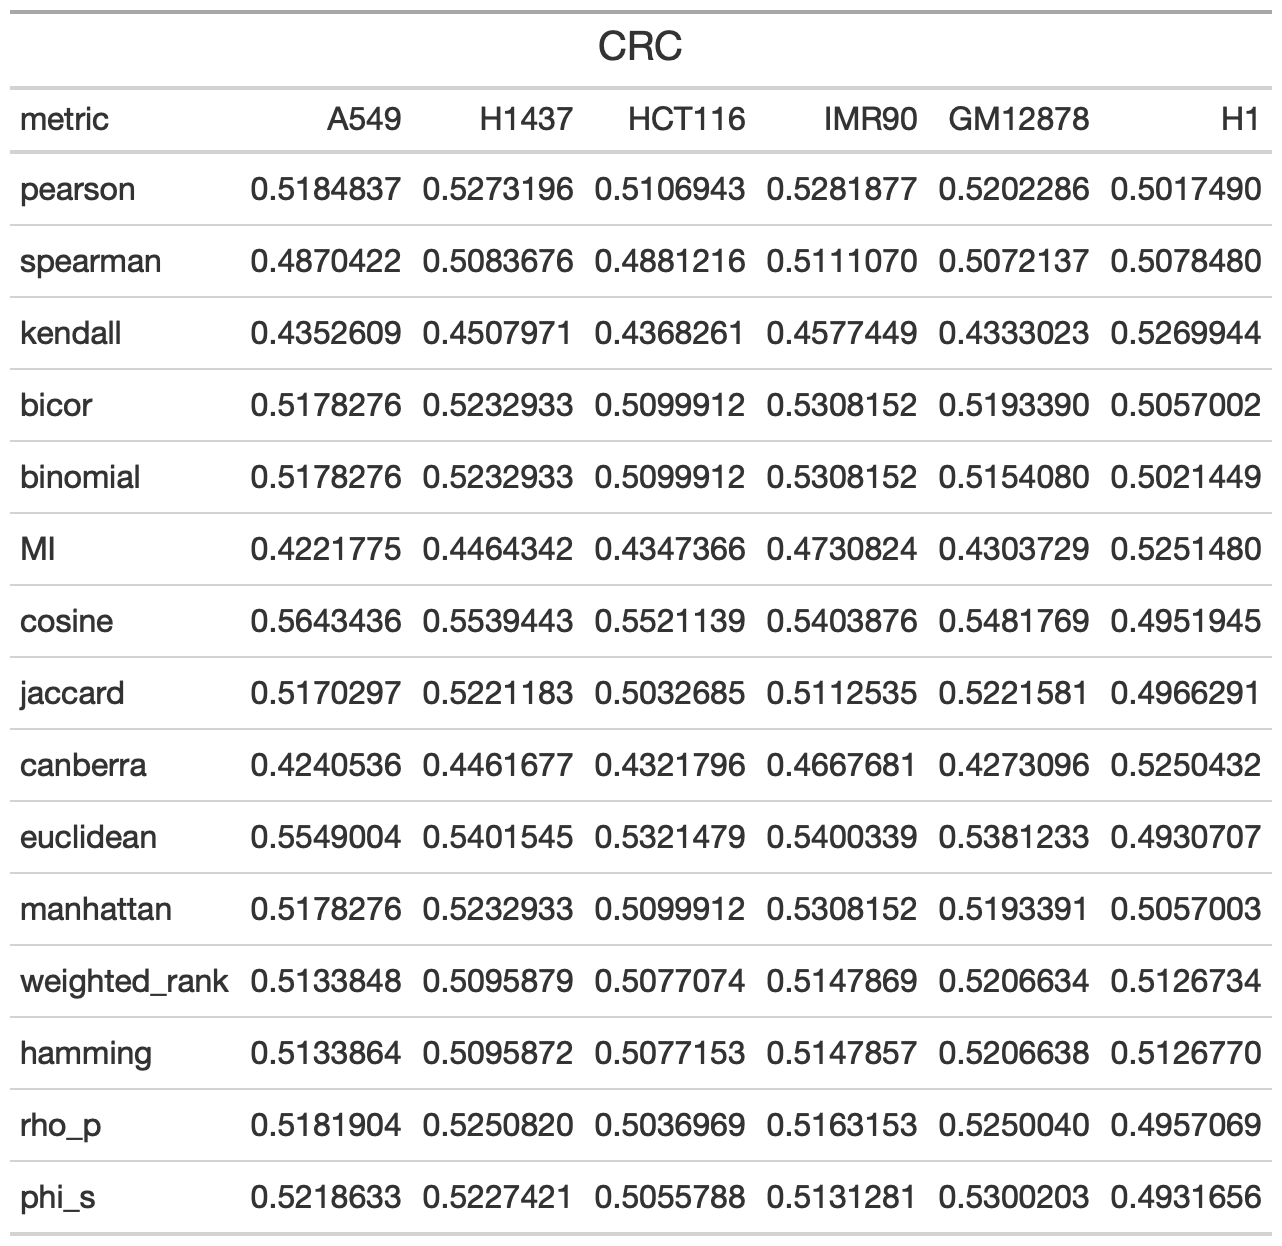 CRC
metric A549 H1437 HCT116 IMR90 GM12878 H1
pearson 0.5184837 0.5273196 0.5106943 0.5281877 0.5202286 0.5017490
spearman 0.4870422 0.5083676 0.4881216 0.5111070 0.5072137 0.5078480
kendall 0.4352609 0.4507971 0.4368261 0.4577449 0.4333023 0.5269944
bicor 0.5178276 0.5232933 0.5099912 0.5308152 0.5193390 0.5057002
binomial 0.5178276 0.5232933 0.5099912 0.5308152 0.5154080 0.5021449
MI 0.4221775 0.4464342 0.4347366 0.4730824 0.4303729 0.5251480
cosine 0.5643436 0.5539443 0.5521139 0.5403876 0.5481769 0.4951945
jaccard 0.5170297 0.5221183 0.5032685 0.5112535 0.5221581 0.4966291
canberra 0.4240536 0.4461677 0.4321796 0.4667681 0.4273096 0.5250432
euclidean 0.5549004 0.5401545 0.5321479 0.5400339 0.5381233 0.4930707
manhattan 0.5178276 0.5232933 0.5099912 0.5308152 0.5193391 0.5057003
weighted_rank 0.5133848 0.5095879 0.5077074 0.5147869 0.5206634 0.5126734
hamming 0.5133864 0.5095872 0.5077153 0.5147857 0.5206638 0.5126770
rho_p 0.5181904 0.5250820 0.5036969 0.5163153 0.5250040 0.4957069
phi_s 0.5218633 0.5227421 0.5055788 0.5131281 0.5300203 0.4931656